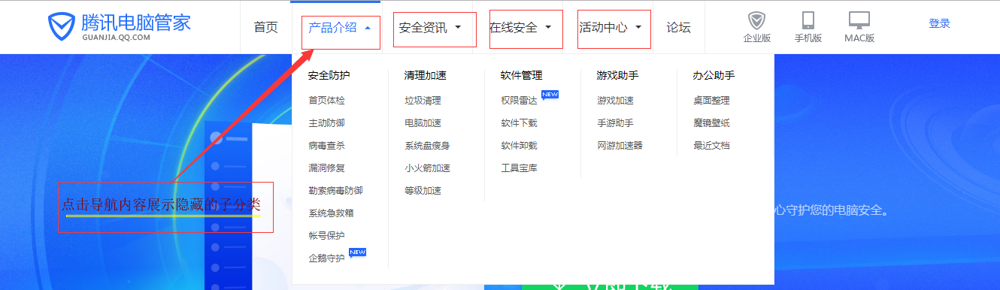 腾讯电脑管家
GUANJIA.QQ.COM
首页
产品介绍
安全资讯
在线安全
活动中心
论坛
企业版
手机版
MAC版
登录
安全防护
首页体检
主动防御
病毒查杀
漏洞修复
勒索病毒防御
系统急救箱
帐号保护
企鹅守护 NEW
清理加速
垃圾清理
电脑加速
系统盘瘦身
小火箭加速
等级加速
软件管理
权限雷达 NEW
软件下载
软件卸载
工具宝库
游戏助手
游戏加速
手游助手
网游加速器
办公助手
桌面整理
魔镜壁纸
最近文档
点击导航内容展示隐藏的子分类
心守护您的电脑安全。
立即下载